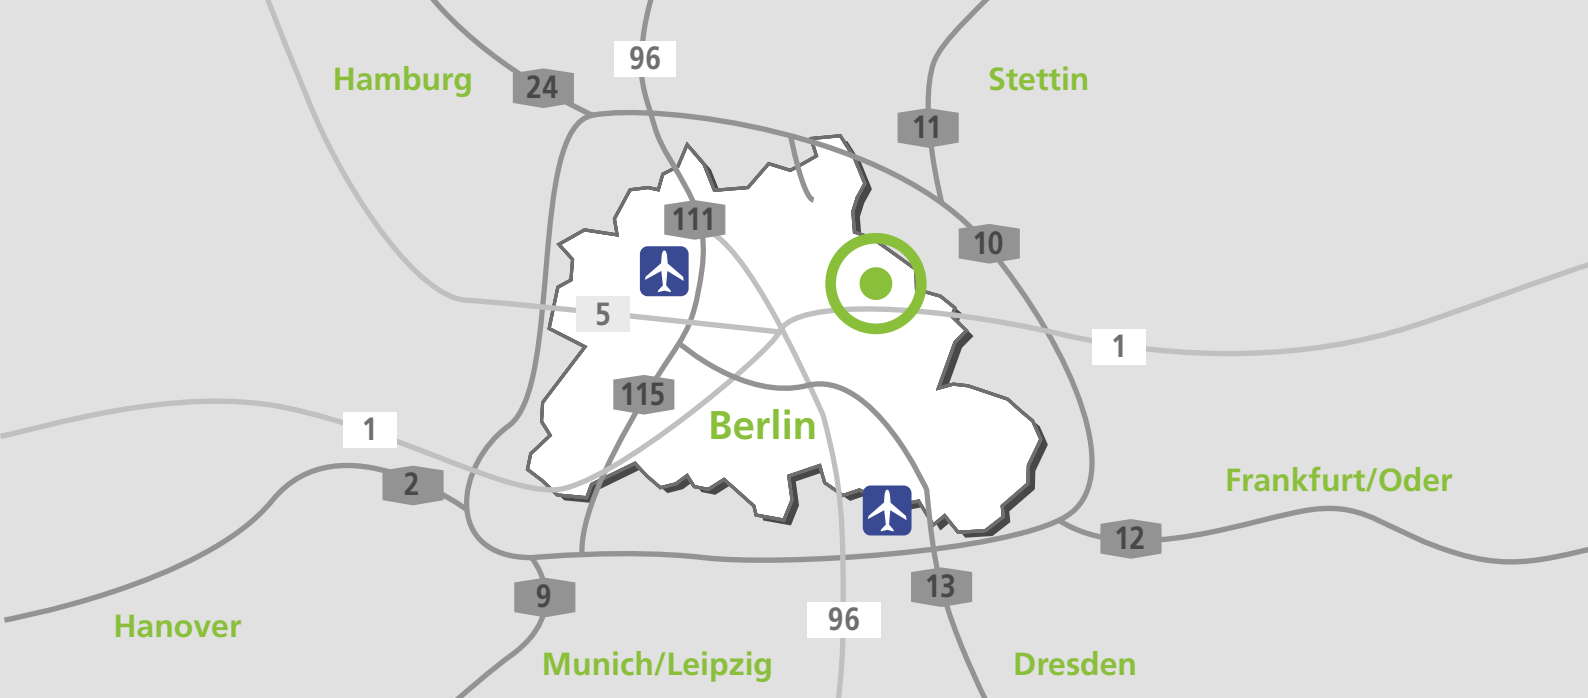 96
Hamburg
24
Stettin
11
111
10
5
1
115
Berlin
1
2
Frankfurt/Oder
12
9
13
96
Hanover
Munich/Leipzig
Dresden